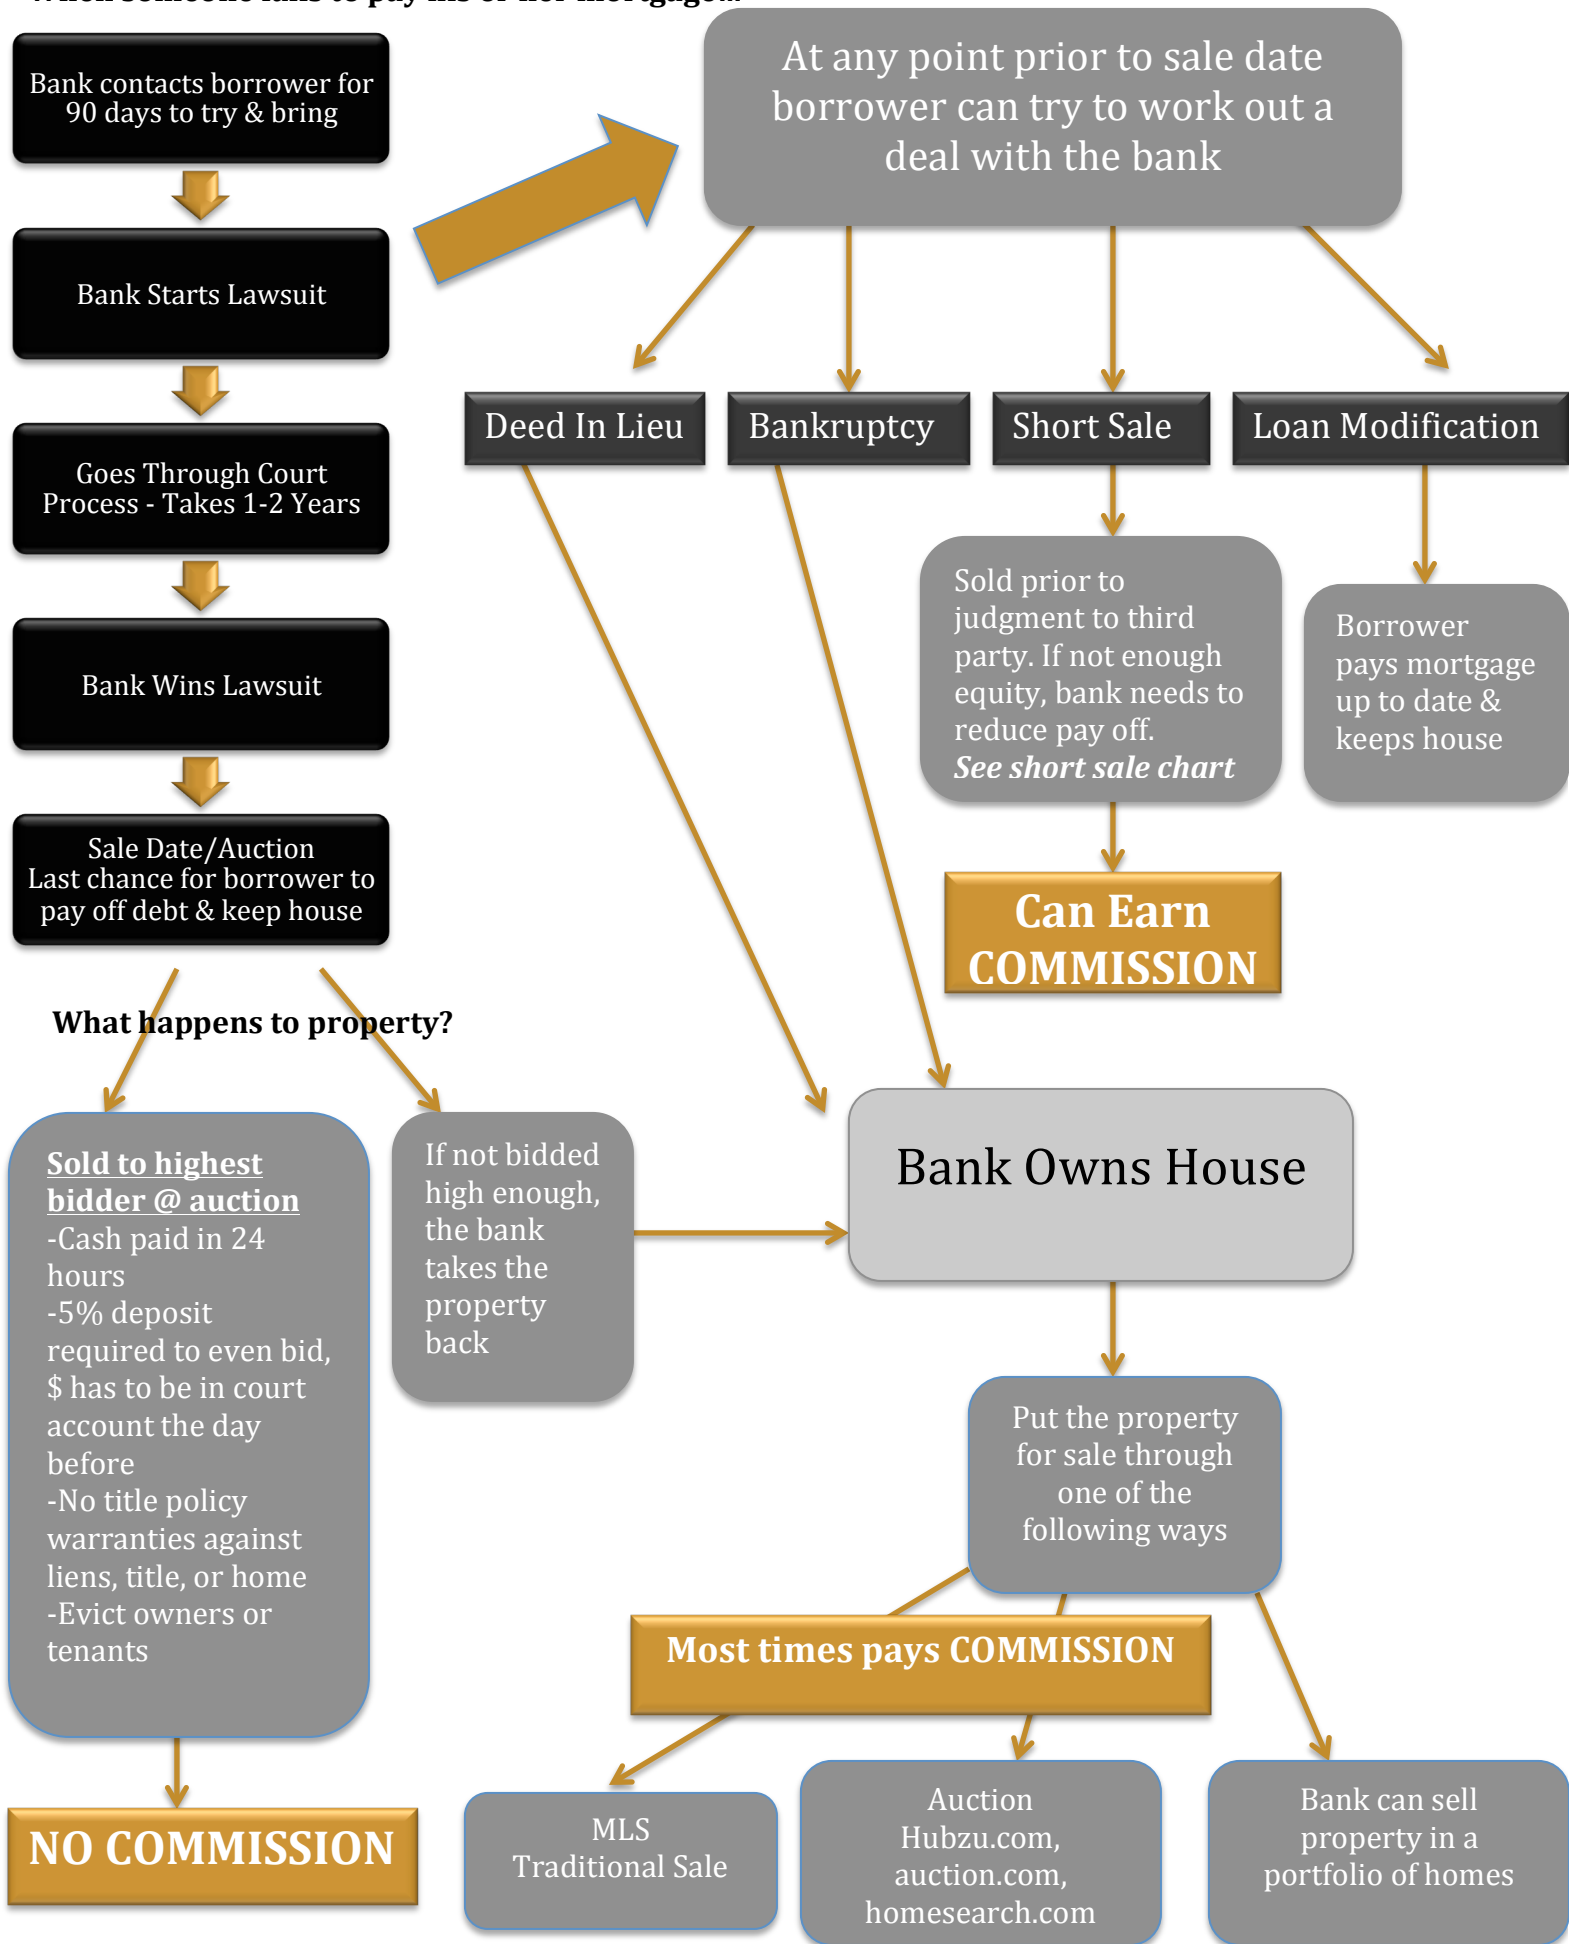 Bank contacts borrower for
90 days to try & bring
Bank Starts Lawsuit
Goes Through Court
Process - Takes 1-2 Years
Bank Wins Lawsuit
Sale Date/Auction
Last chance for borrower to
pay off debt & keep house
At any point prior to sale date
borrower can try to work out a
deal with the bank
Deed In Lieu
Bankruptcy
Short Sale
Loan Modification
Sold prior to
judgment to third
party. If not enough
equity, bank needs to
reduce pay off.
See short sale chart
Borrower
pays mortgage
up to date &
keeps house
Can Earn
COMMISSION
What happens to property?
Sold to highest
bidder @ auction
-Cash paid in 24
hours
-5% deposit
required to even bid,
$ has to be in court
account the day
before
-No title policy
warranties against
liens, title, or home
-Evict owners or
tenants
NO COMMISSION
If not bidded
high enough,
the bank
takes the
property
back
Bank Owns House
Put the property
for sale through
one of the
following ways
Most times pays COMMISSION
MLS
Traditional Sale
Auction
Hubzu.com,
auction.com,
homesearch.com
Bank can sell
property in a
portfolio of homes